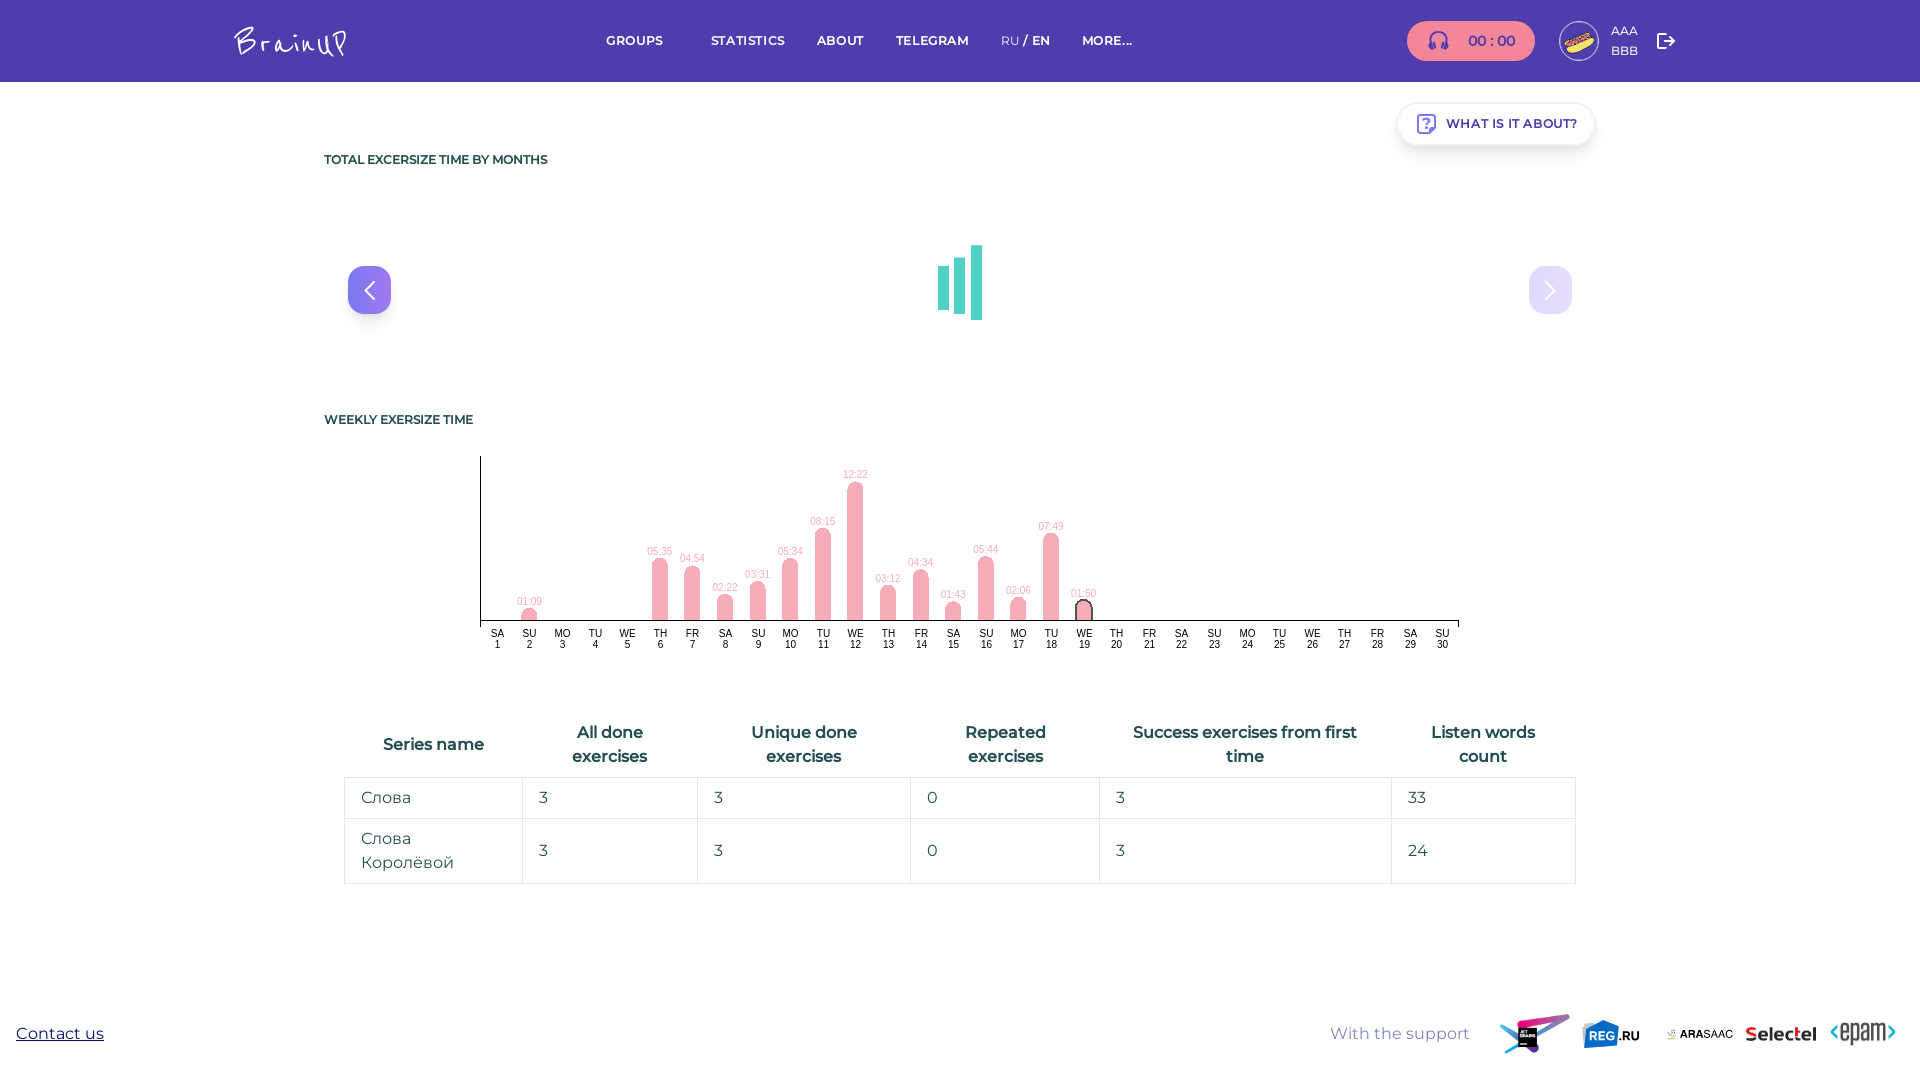 BrainUP
GROUPS
STATISTICS
ABOUT
TELEGRAM
RU / EN
MORE...
00 : 00
AAA
BBB
WHAT IS IT ABOUT?
TOTAL EXCERSIZE TIME BY MONTHS
WEEKLY EXERSIZE TIME
01:09
05:35
04:54
02:22
03:31
05:34
08:15
12:22
03:12
04:34
01:43
05:44
02:06
07:49
01:50
SA SU MO TU WE TH FR SA SU MO TU WE TH FR SA SU MO TU WE TH FR SA SU MO TU WE TH FR SA SU
1 2 3 4 5 6 7 8 9 10 11 12 13 14 15 16 17 18 19 20 21 22 23 24 25 26 27 28 29 30
Series name
All done
exercises
Unique done
exercises
Repeated
exercises
Success exercises from first
time
Listen words
count
Слова 3 3 0 3 33
Слова
Королёвой 3 3 0 3 24
Contact us
With the support
JET
BRAINS
REG.RU
ARASAAC
Selectel
<epam>